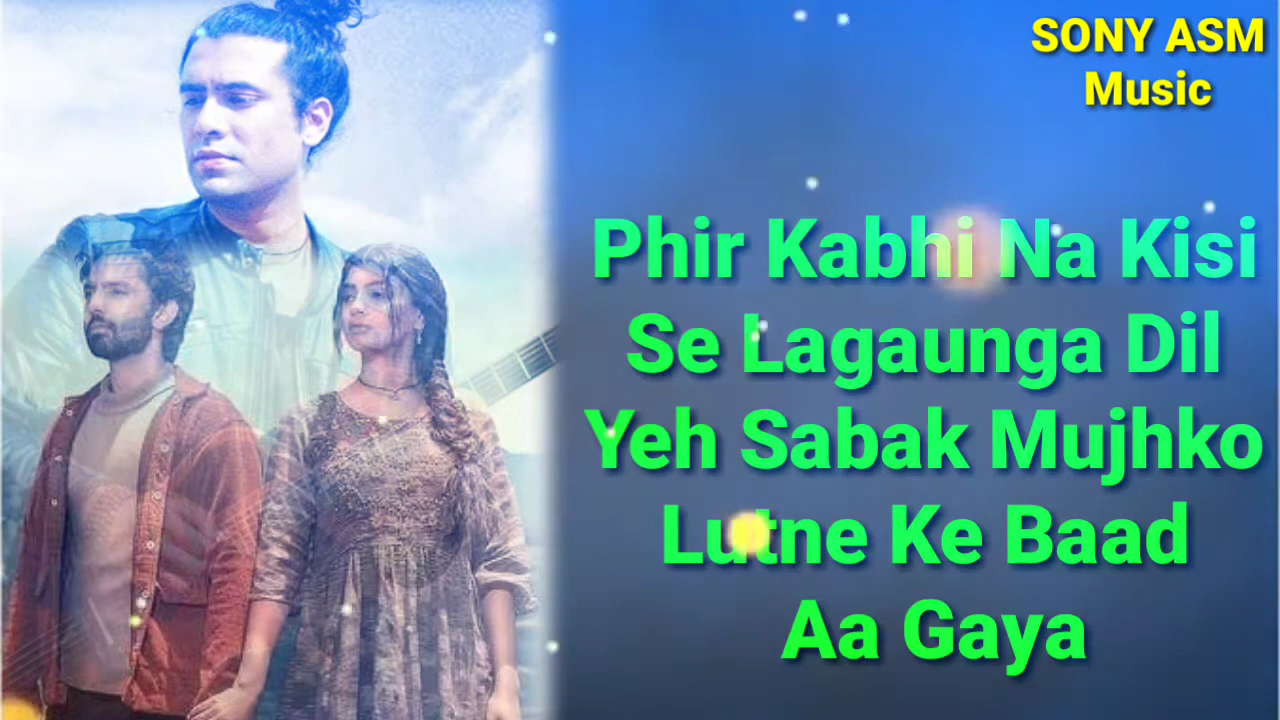 SONY ASM
Music
Phir Kabhi Na Kisi
Se Lagaunga Dil
Yeh Sabak Mujhko
Lutne Ke Baad
Aa Gaya